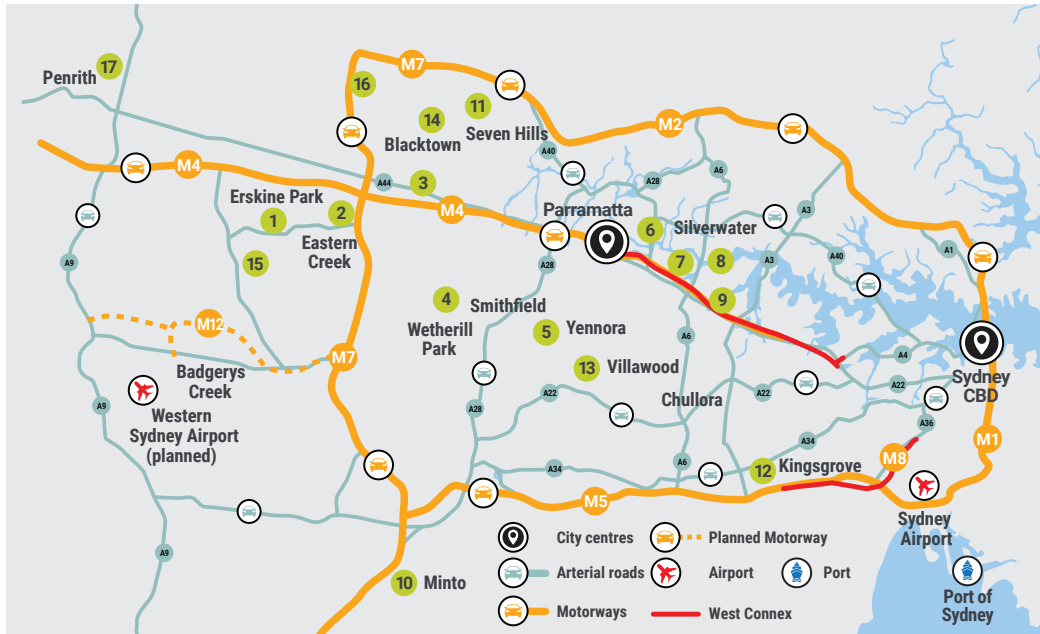 17
Penrith
M7
16
11
14
Seven Hills
Blacktown
M2
A40
M4
A44
3
A28
A6
A3
Erskine Park
1
2
M4
Parramatta
6
Silverwater
Eastern
Creek
15
A9
A28
7
8
A3
A40
A1
4
Smithfield
Wetherill
Park
9
M12
5
Yennora
A6
M7
A4
Badgerys
Creek
13
Villawood
Sydney
CBD
Western
Sydney Airport
(planned)
A9
A28
A22
Chullora
A22
A22
A36
A34
M1
A34
A6
12
Kingsgrove
M8
M5
Sydney
Airport
A9
10
Minto
City centres
Planned Motorway
Arterial roads
Airport
Port
Motorways
West Connex
Port of
Sydney